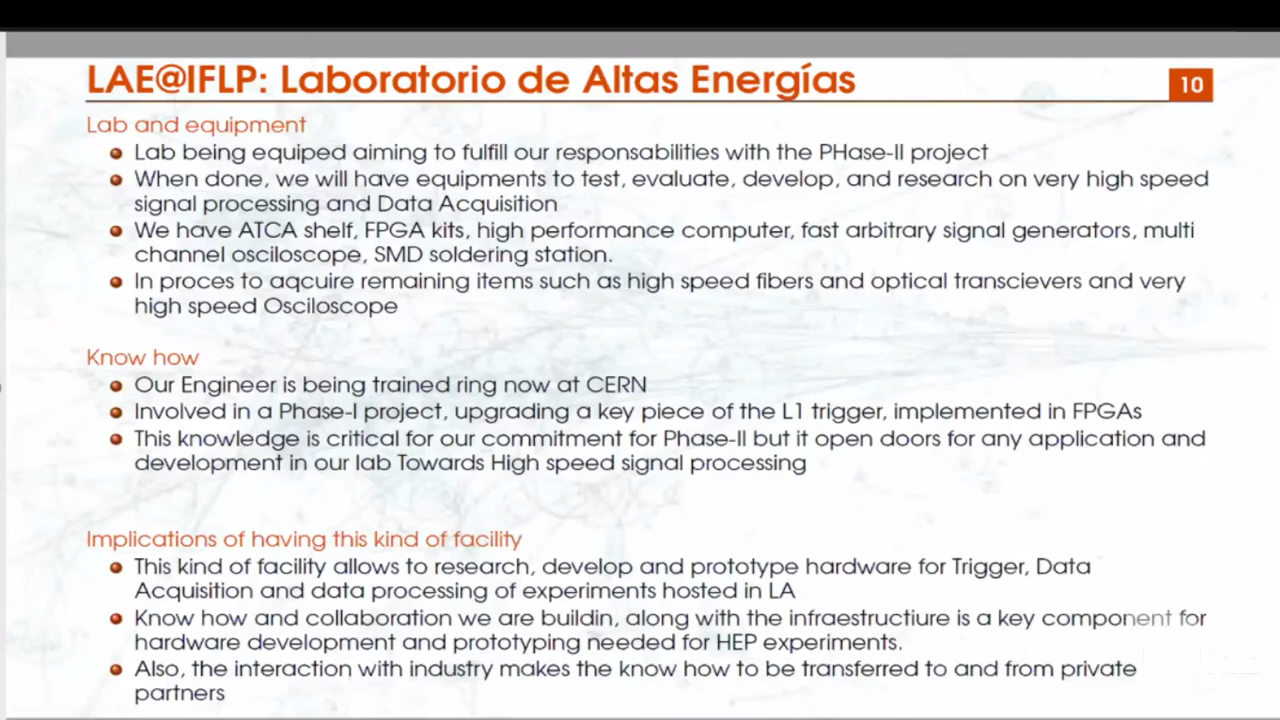 LAE@IFLP: Laboratorio de Altas Energías
10
Lab and equipment
Lab being equiped aiming to fulfill our responsabilities with the PHase-II project
When done, we will have equipments to test, evaluate, develop, and research on very high speed
signal processing and Data Acquisition
We have ATCA shelf, FPGA kits, high performance computer, fast arbitrary signal generators, multi
channel osciloscope, SMD soldering station.
In proces to aqcuire remaining items such as high speed fibers and optical transcievers and very
high speed Osciloscope
Know how
Our Engineer is being trained ring now at CERN
Involved in a Phase-I project, upgrading a key piece of the L1 trigger, implemented in FPGAs
This knowledge is critical for our commitment for Phase-II but it open doors for any application and
development in our lab Towards High speed signal processing
Implications of having this kind of facility
This kind of facility allows to research, develop and prototype hardware for Trigger, Data
Acquisition and data processing of experiments hosted in LA
Know how and collaboration we are buildin, along with the infraestructiure is a key component for
hardware development and prototyping needed for HEP experiments.
Also, the interaction with industry makes the know how to be transferred to and from private
partners